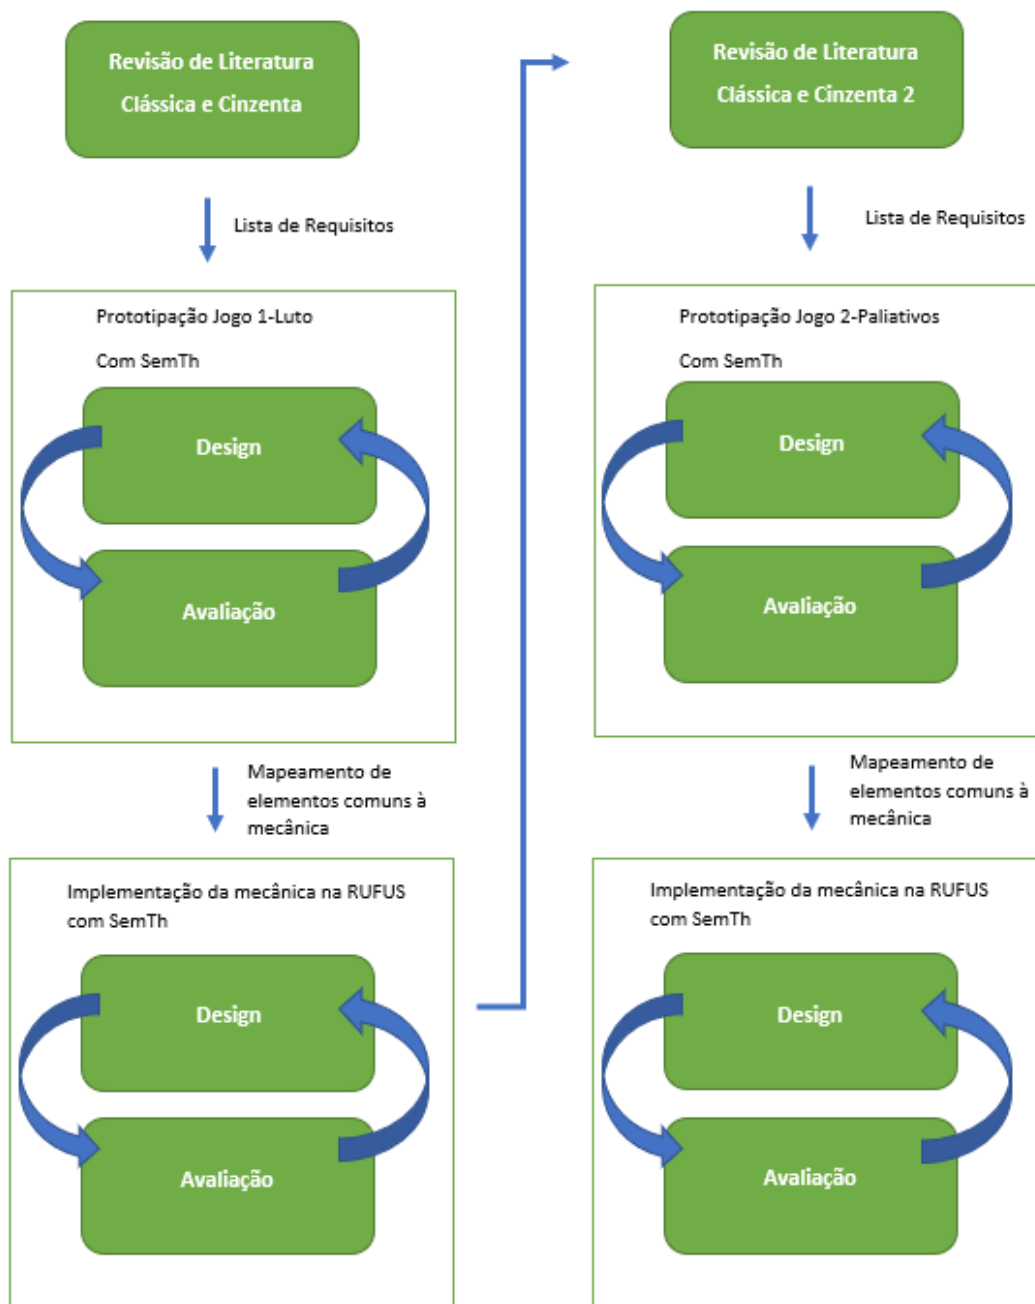 Revisão de Literatura
Clássica e Cinzenta
Lista de Requisitos
Prototipação Jogo 1-Luto
Com SemTh
Design
Avaliação
Mapeamento de
elementos comuns à
mecânica
Implementação da mecânica na RUFUS
com SemTh
Design
Avaliação
Revisão de Literatura
Clássica e Cinzenta 2
Lista de Requisitos
Prototipação Jogo 2-Paliativos
Com SemTh
Design
Avaliação
Mapeamento de
elementos comuns à
mecânica
Implementação da mecânica na RUFUS
com SemTh
Design
Avaliação